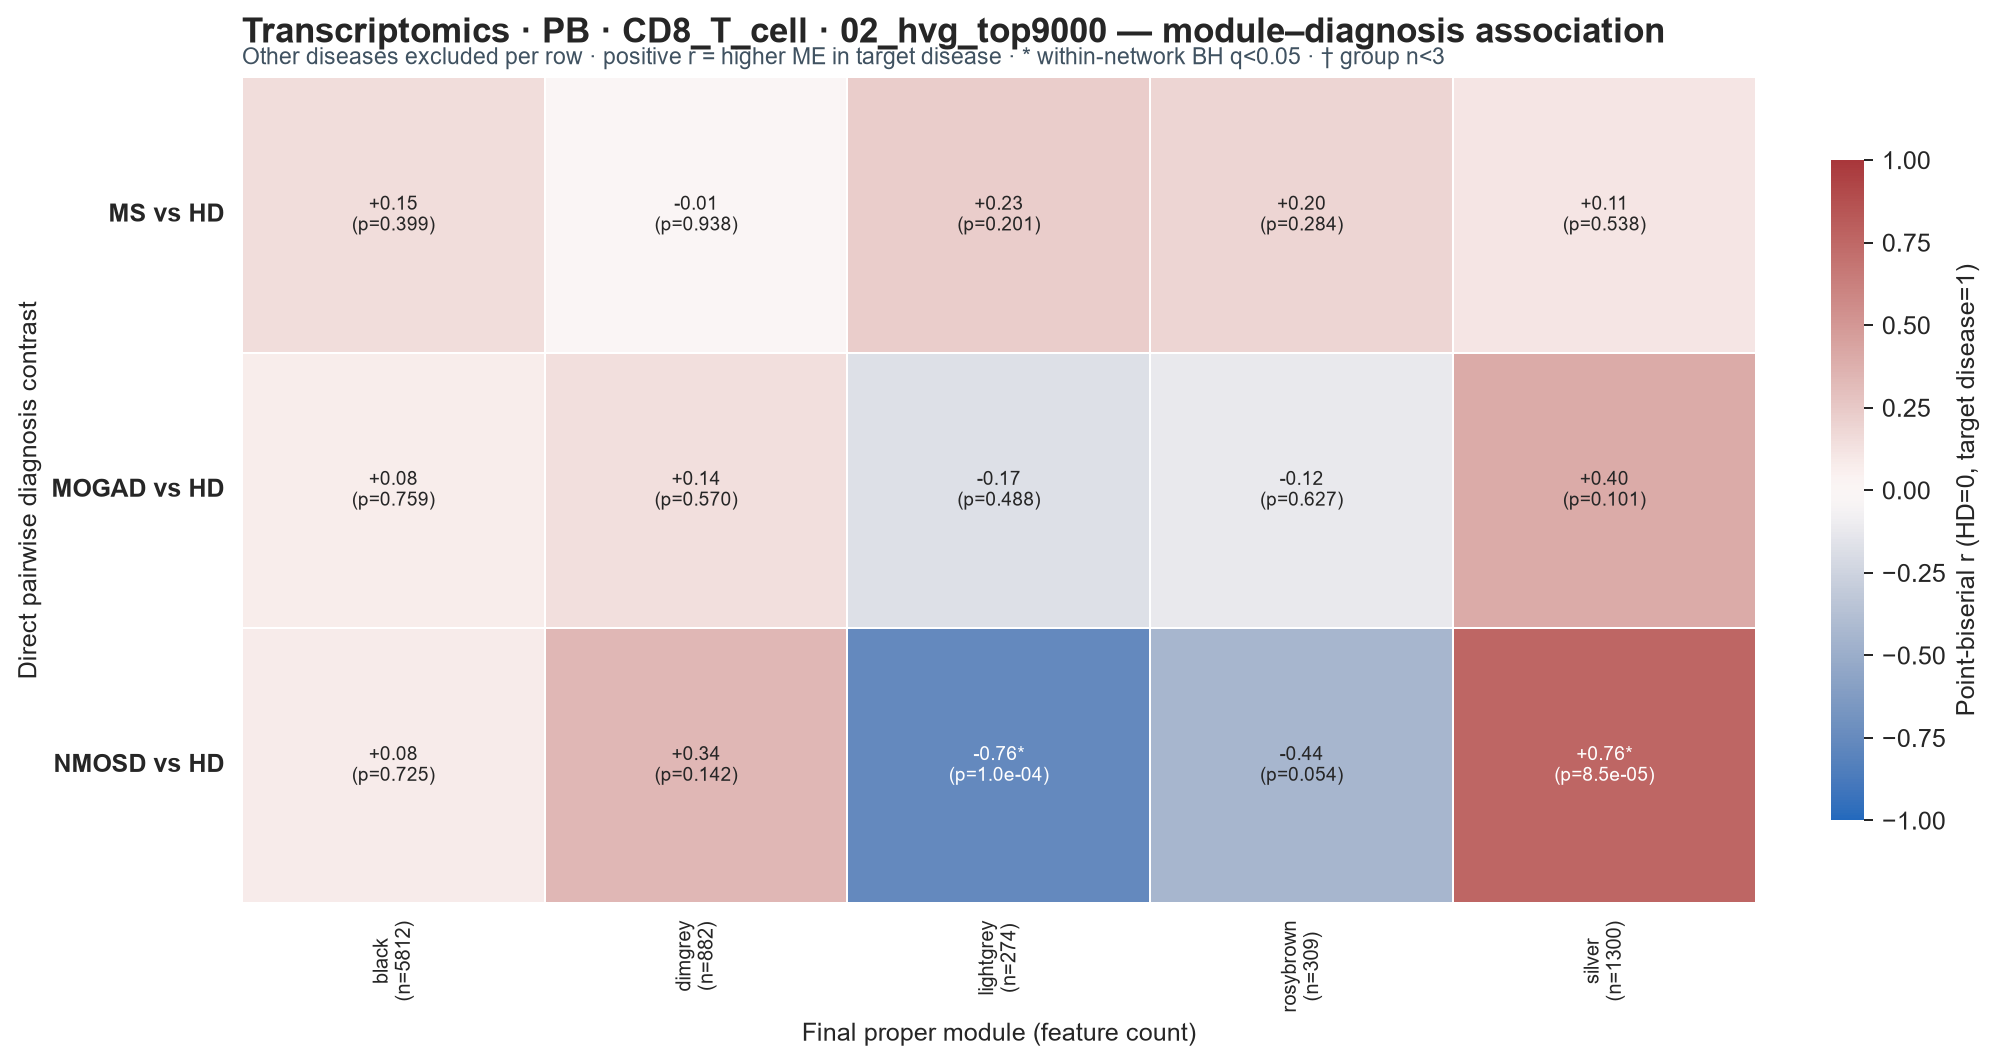 Transcriptomics · PB · CD8_T_cell · 02_hvg_top9000 — module–diagnosis association
Other diseases excluded per row · positive r = higher ME in target disease · * within-network BH q<0.05 · † group n<3
Direct pairwise diagnosis contrast
MS vs HD
+0.15
(p=0.399)
-0.01
(p=0.938)
+0.23
(p=0.201)
+0.20
(p=0.284)
+0.11
(p=0.538)
MOGAD vs HD
+0.08
(p=0.759)
+0.14
(p=0.570)
-0.17
(p=0.488)
-0.12
(p=0.627)
+0.40
(p=0.101)
NMOSD vs HD
+0.08
(p=0.725)
+0.34
(p=0.142)
-0.76*
(p=1.0e-04)
-0.44
(p=0.054)
+0.76*
(p=8.5e-05)
black
(n=5812)
dimgrey
(n=882)
lightgrey
(n=274)
rosybrown
(n=309)
silver
(n=1300)
Final proper module (feature count)
1.00
0.75
0.50
0.25
0.00
−0.25
−0.50
−0.75
−1.00
Point-biserial r (HD=0, target disease=1)